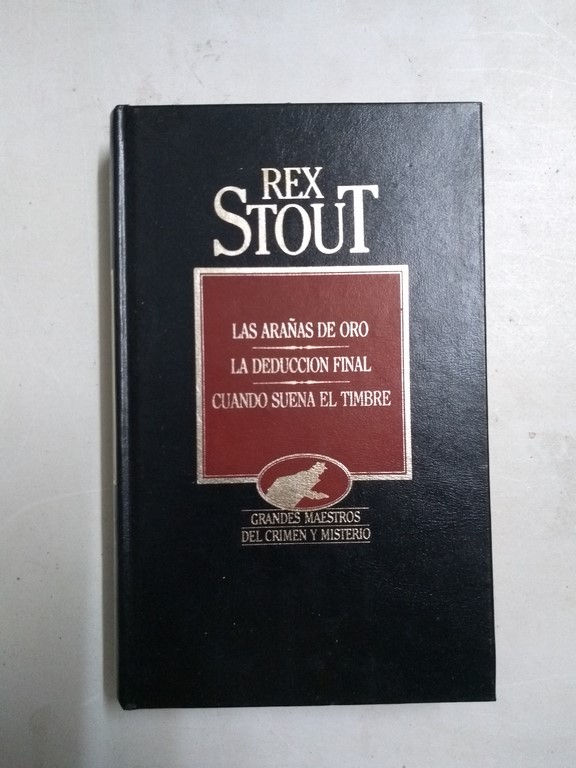 REX
STOUT
LAS ARAÑAS DE ORO
LA DEDUCCION FINAL
CUANDO SUENA EL TIMBRE
GRANDES MAESTROS
DEL CRIMEN Y MISTERIO